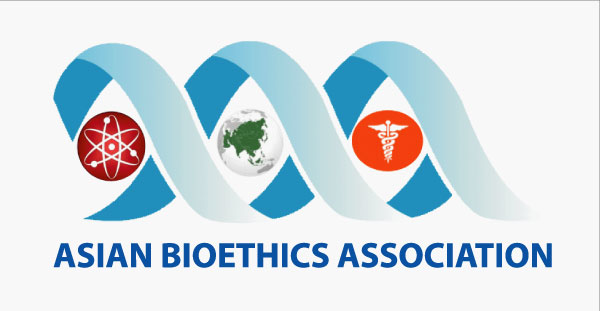 ASIAN BIOETHICS ASSOCIATION